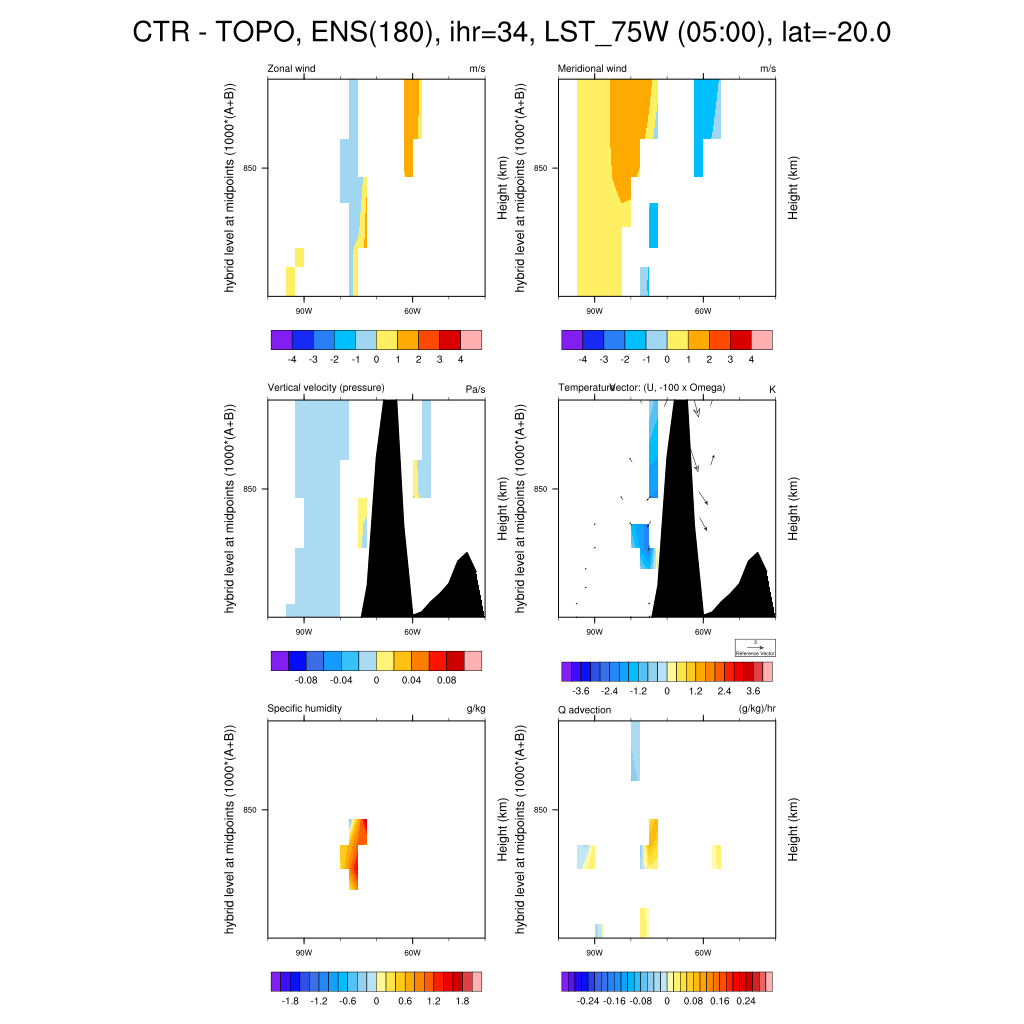 CTR - TOPO, ENS(180), ihr=34, LST_75W (05:00), lat=-20.0
Zonal wind
m/s
hybrid level at midpoints (1000*(A+B))
850
Height (km)
90W
60W
-4 -3 -2 -1 0 1 2 3 4
Meridional wind
m/s
hybrid level at midpoints (1000*(A+B))
Height (km)
90W
60W
-4 -3 -2 -1 0 1 2 3 4
Vertical velocity (pressure)
Pa/s
hybrid level at midpoints (1000*(A+B))
850
Height (km)
90W
60W
-0.08 -0.04 0 0.04 0.08
Temperature
Vector: (U, -100 x Omega)
K
hybrid level at midpoints (1000*(A+B))
850
Height (km)
90W
60W
3
Reference Vector
-3.6 -2.4 -1.2 0 1.2 2.4 3.6
Specific humidity
g/kg
hybrid level at midpoints (1000*(A+B))
850
Height (km)
90W
60W
-1.8 -1.2 -0.6 0 0.6 1.2 1.8
Q advection
(g/kg)/hr
hybrid level at midpoints (1000*(A+B))
850
Height (km)
90W
60W
-0.24 -0.16 -0.08 0 0.08 0.16 0.24